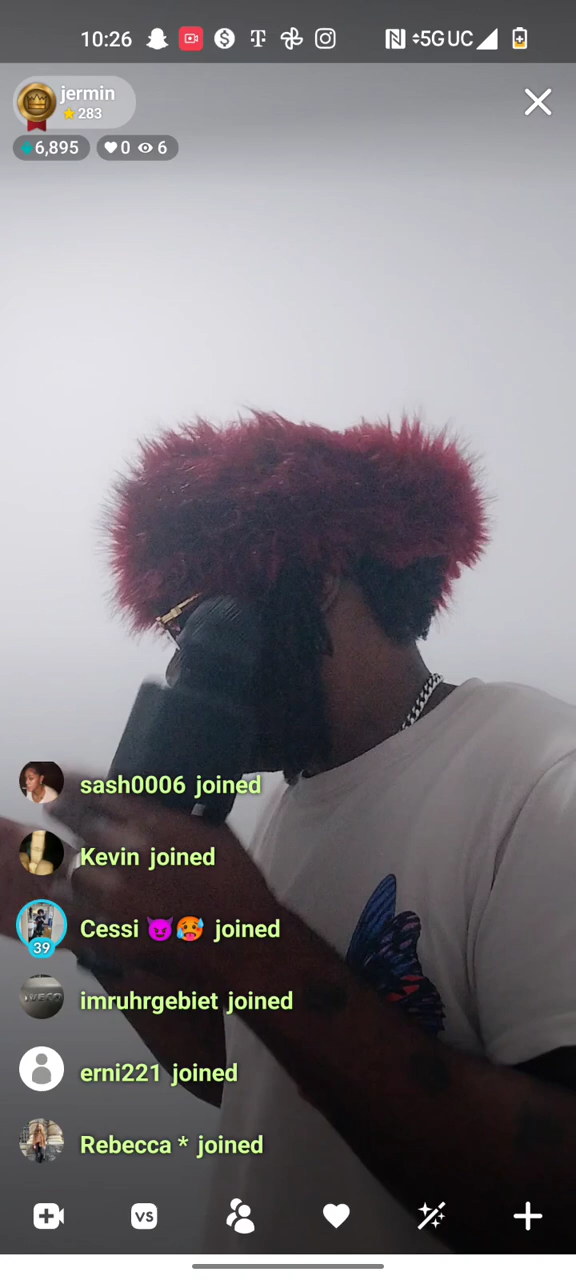 10:26
5G UC
jermin
283
6,895
0
6
sash0006 joined
Kevin joined
Cessi 😈🥵 joined
39
imruhrgebiet joined
erni221 joined
Rebecca * joined
VS